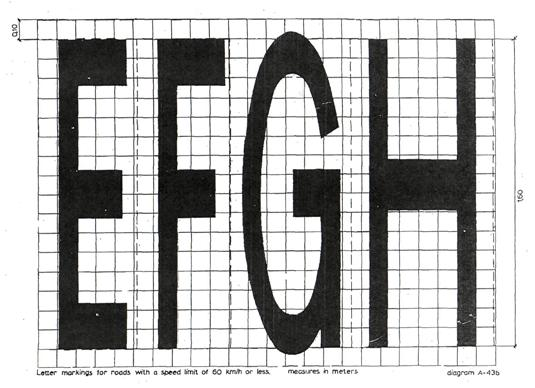 0,10
EFGH
1,60
Letter markings for roads with a speed limit of 60 km/h or less. measures in meters diagram A-43b